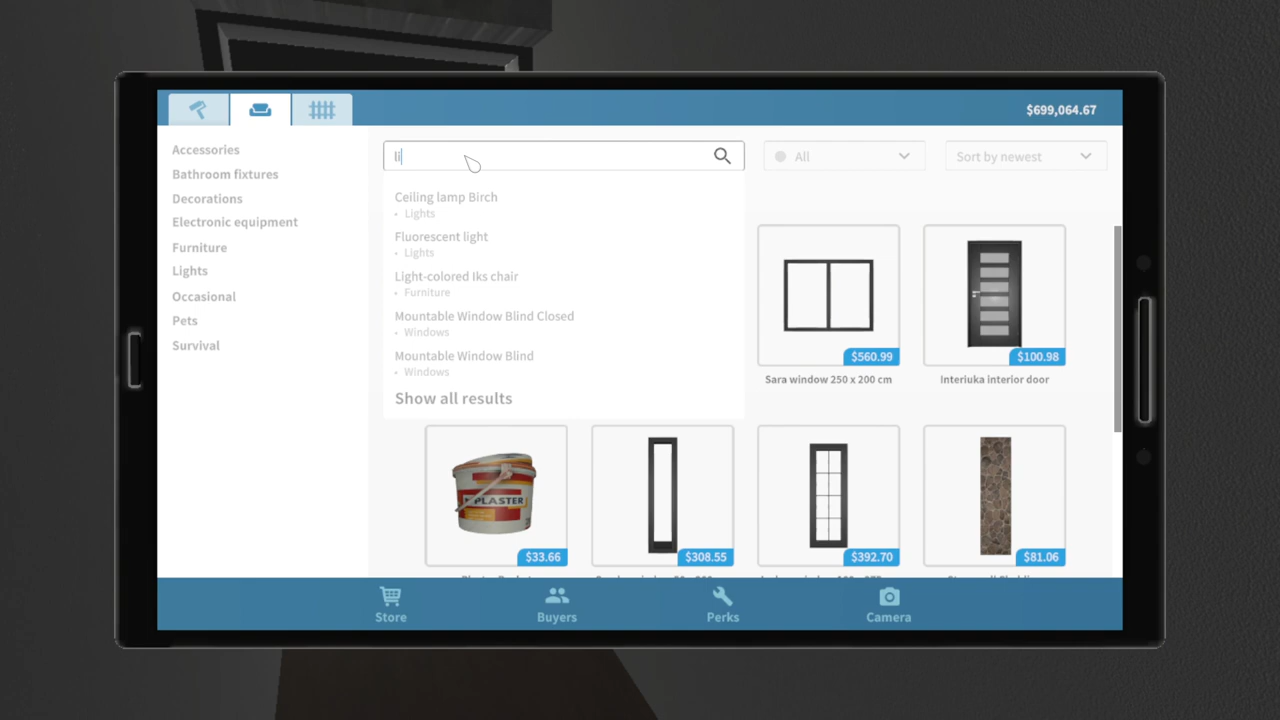 $699,064.67
Accessories
Bathroom fixtures
Decorations
Electronic equipment
Furniture
Lights
Occasional
Pets
Survival
li
All
Sort by newest
Ceiling lamp Birch
• Lights
Fluorescent light
• Lights
Light-colored Iks chair
• Furniture
Mountable Window Blind Closed
• Windows
Mountable Window Blind
• Windows
Show all results
$560.99
Sara window 250 x 200 cm
$100.98
Interiuka interior door
PLASTER
$33.66
$308.55
$392.70
$81.06
Store
Buyers
Perks
Camera